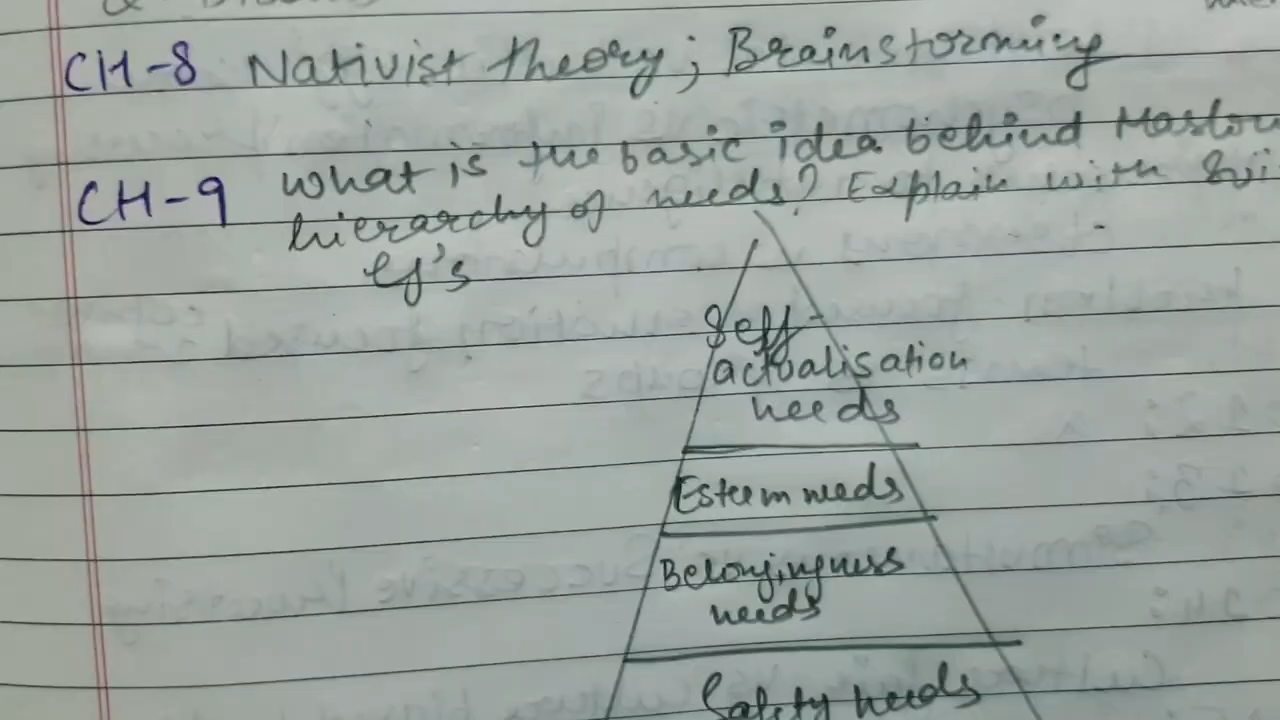 CH-8 Nativist theory; Brainstorming
CH-9 What is the basic idea behind Maslow
hierarchy of needs? Explain with
eg's
Self-
actualisation
needs
Esteem needs
Belongingness
needs
Safety needs